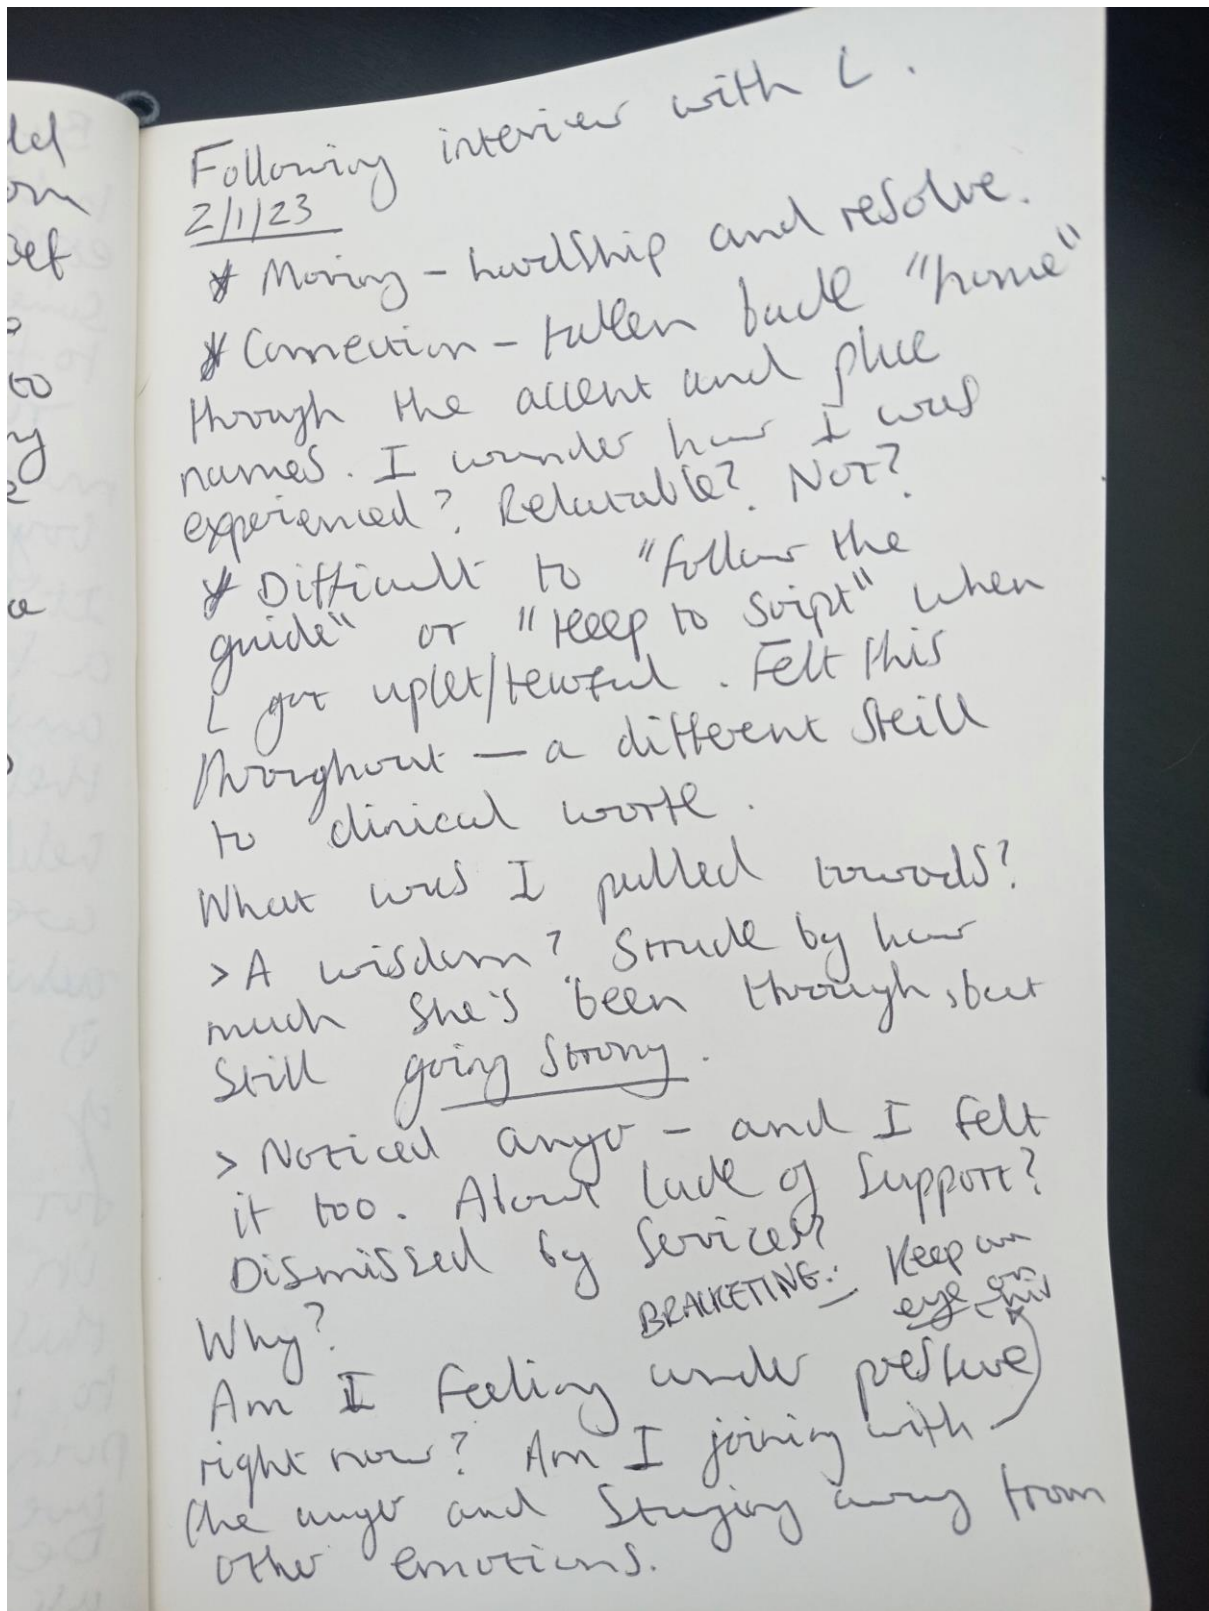 Following interview with L.
2/1/23
* Moving - hardship and resolve.
* Connection - taken back "home"
through the accent and place
names. I wonder how I was
experienced? Relatable? Not?
* Difficult to "follow the
guide" or "keep to script" when
L got upset/tearful. Felt this
throughout - a different skill
to clinical work.
What was I pulled towards?
> A wisdom? Struck by how
much she's been through, but
still going strong.
> Noticed anger - and I felt
it too. About lack of support?
Dismissed by services?
Why?
BRACKETING: Keep an
eye on this
Am I feeling under pressure
right now? Am I joining with
the anger and staying away from
other emotions.